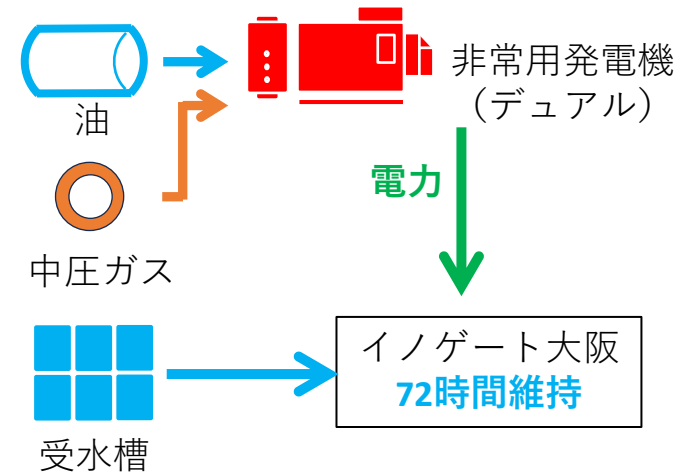 油
非常用発電機
（デュアル）
中圧ガス
電力
イノゲート大阪
72時間維持
受水槽